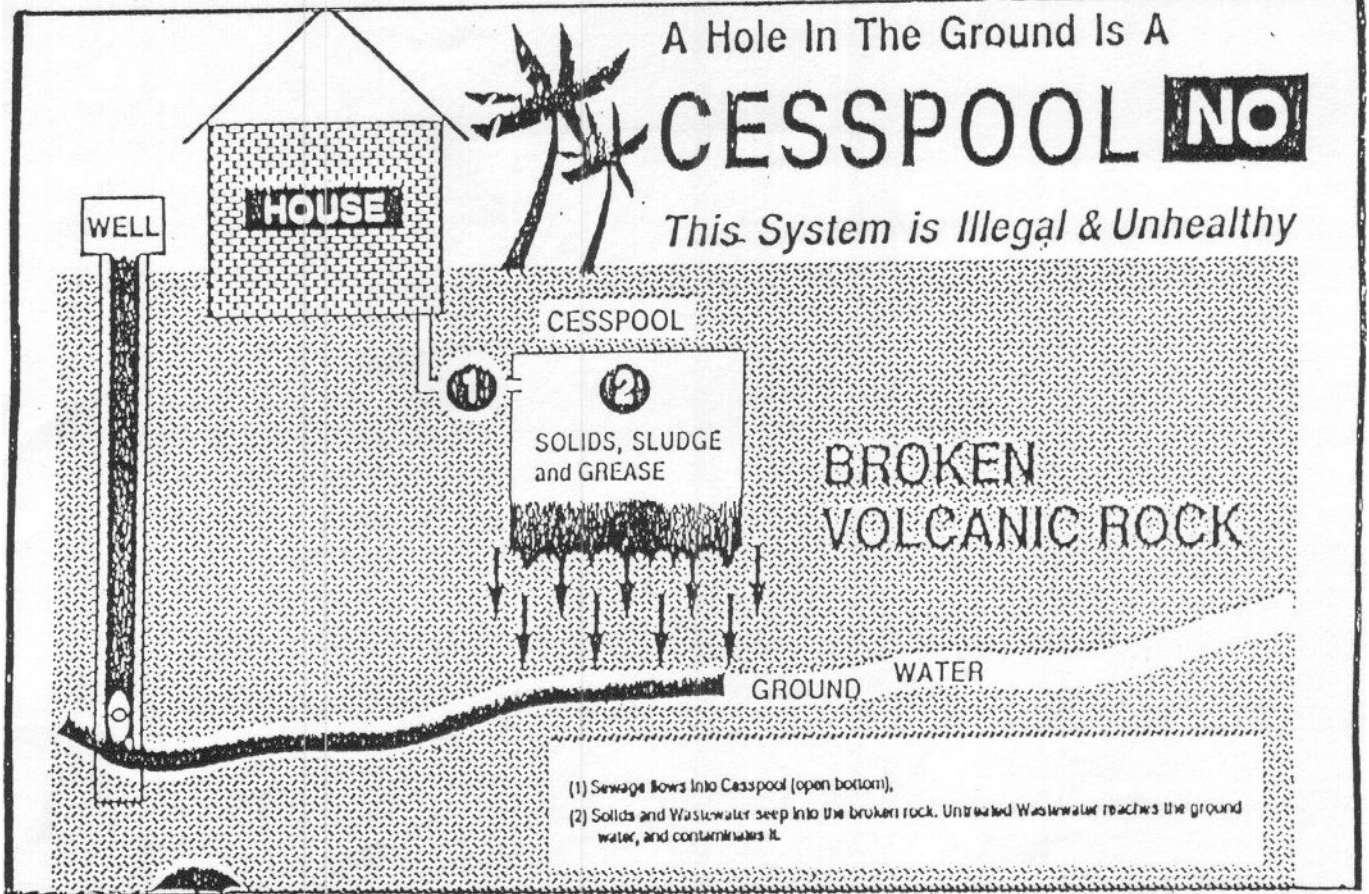 A Hole In The Ground Is A
CESSPOOL NO
This System is Illegal & Unhealthy
WELL
HOUSE
CESSPOOL
1
2
SOLIDS, SLUDGE
and GREASE
BROKEN
VOLCANIC ROCK
GROUND WATER
(1) Sewage flows Into Cesspool (open bottom),
(2) Solids and Wastewater seep into the broken rock. Untreated Wastewater reaches the ground
water, and contaminates it.